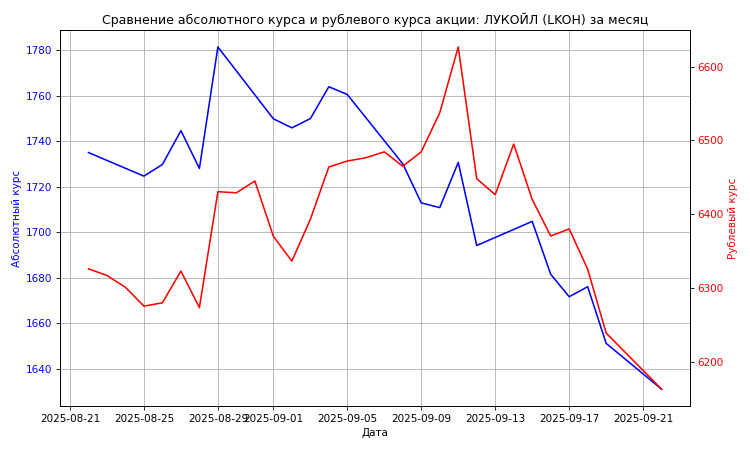 Сравнение абсолютного курса и рублевого курса акции: ЛУКОЙЛ (LKOH) за месяц
1780
1760
1740
1720
1700
1680
1660
1640
Абсолютный курс
6600
6500
6400
6300
6200
Рублевый курс
2025-08-21 2025-08-25 2025-08-29 2025-09-01 2025-09-05 2025-09-09 2025-09-13 2025-09-17 2025-09-21
Дата